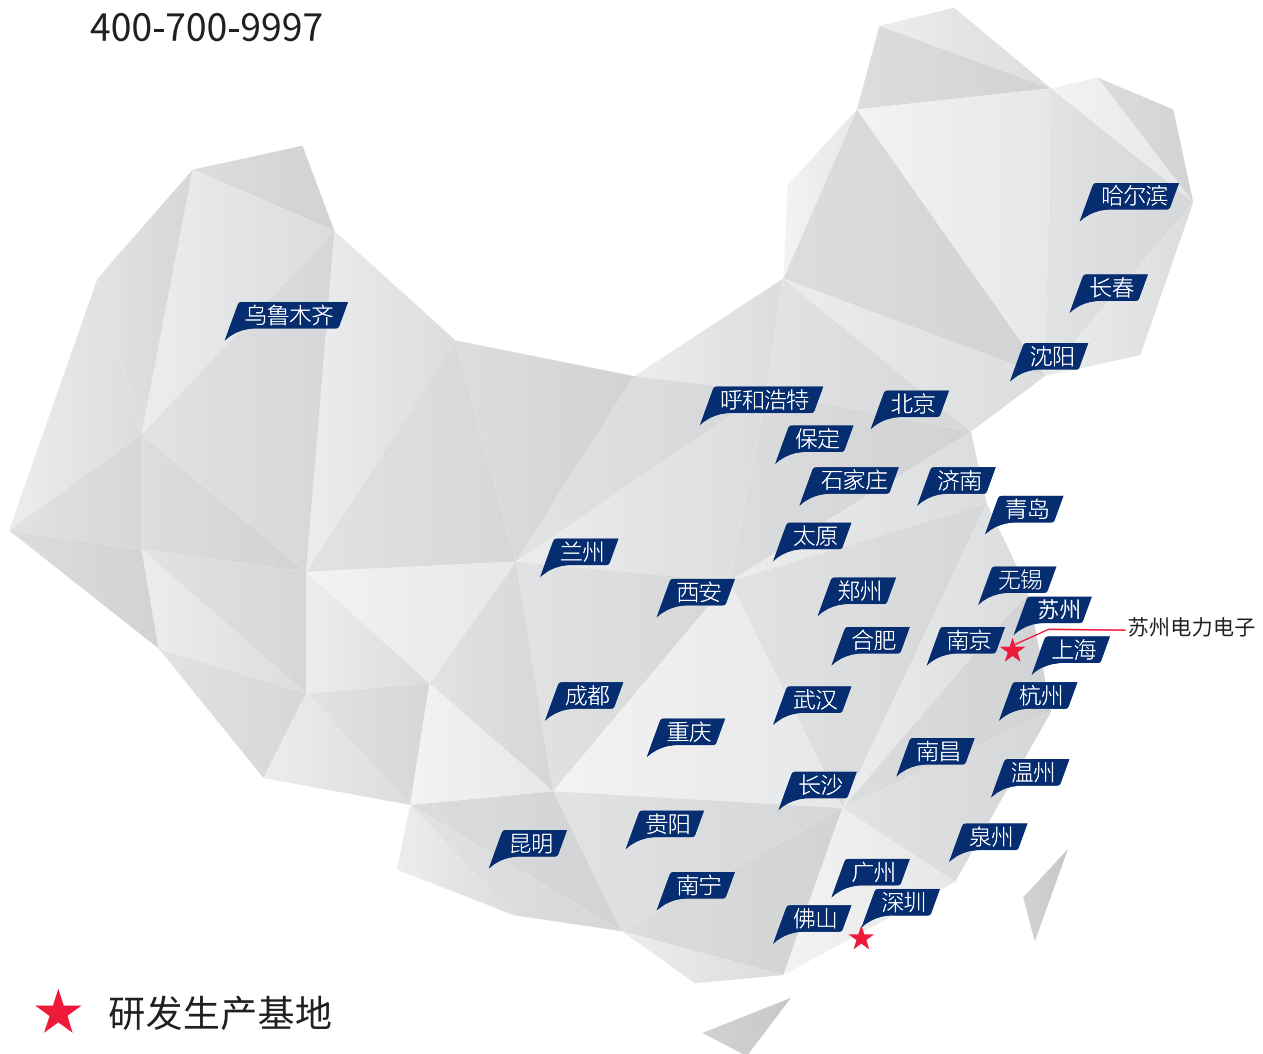 400-700-9997
哈尔滨
长春
乌鲁木齐
沈阳
呼和浩特
北京
保定
石家庄
济南
青岛
太原
兰州
无锡
西安
郑州
苏州
苏州电力电子
合肥
南京
上海
成都
杭州
武汉
重庆
南昌
温州
长沙
贵阳
泉州
昆明
广州
南宁
深圳
佛山
研发生产基地